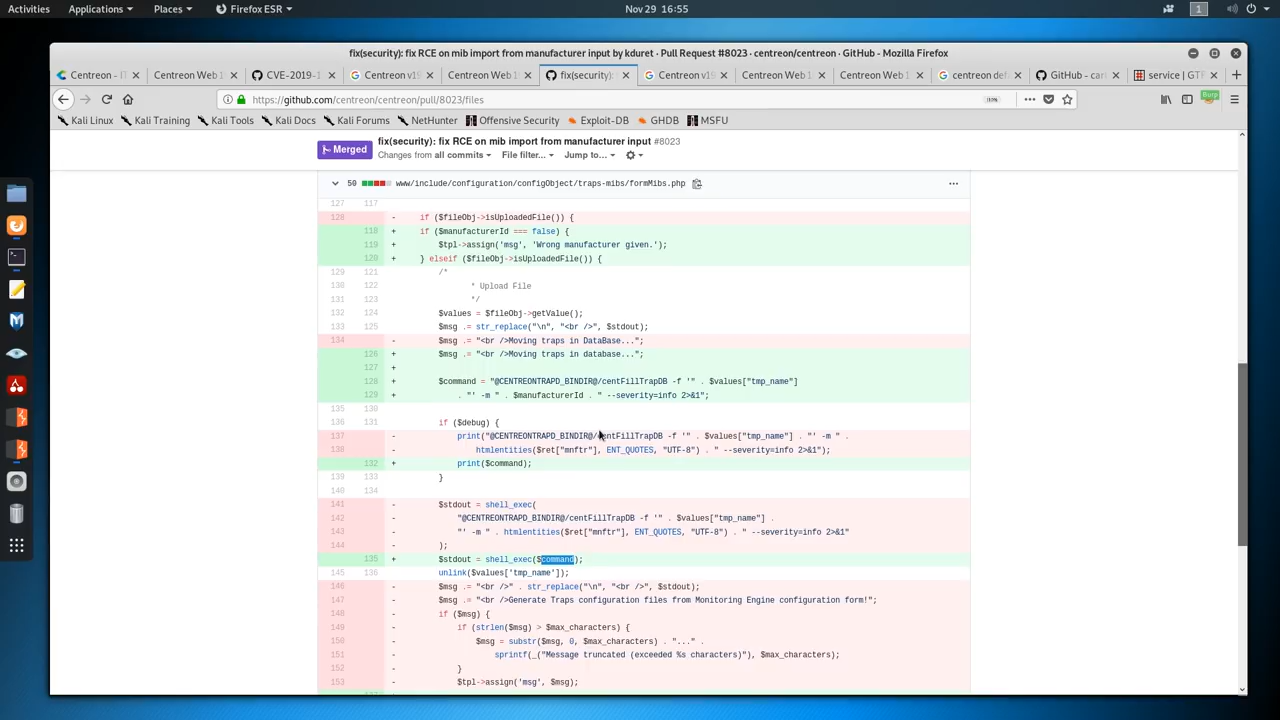 Activities Applications Places Firefox ESR Nov 29 16:55 1
fix(security): fix RCE on mib import from manufacturer input by kduret · Pull Request #8023 · centreon/centreon · GitHub - Mozilla Firefox
Centreon - IT Centreon Web 1 CVE-2019-1 Centreon v19 Centreon Web 1 fix(security): Centreon v19 Centreon Web 1 Centreon Web 1 centreon def GitHub - car service | GTF
https://github.com/centreon/centreon/pull/8023/files 110% Burp
Kali Linux Kali Training Kali Tools Kali Docs Kali Forums NetHunter Offensive Security Exploit-DB GHDB MSFU
Merged
fix(security): fix RCE on mib import from manufacturer input #8023
Changes from all commits File filter... Jump to...
50 www/include/configuration/configObject/traps-mibs/formMibs.php
127 117
128 - if ($fileObj->isUploadedFile()) {
118 + if ($manufacturerId === false) {
119 + $tpl->assign('msg', 'Wrong manufacturer given.');
120 + } elseif ($fileObj->isUploadedFile()) {
129 121 /*
130 122 * Upload File
131 123 */
132 124 $values = $fileObj->getValue();
133 125 $msg .= str_replace("\n", "<br />", $stdout);
134 - $msg .= "<br />Moving traps in DataBase...";
126 + $msg .= "<br />Moving traps in database...";
127 +
128 + $command = "@CENTREONTRAPD_BINDIR@/centFillTrapDB -f '" . $values["tmp_name"]
129 + . "' -m " . $manufacturerId . " --severity=info 2>&1";
135 130
136 131 if ($debug) {
137 - print("@CENTREONTRAPD_BINDIR@/centFillTrapDB -f '" . $values["tmp_name"] . "' -m " .
138 - htmlentities($ret["mnftr"], ENT_QUOTES, "UTF-8") . " --severity=info 2>&1");
132 + print($command);
139 133 }
140 134
141 - $stdout = shell_exec(
142 - "@CENTREONTRAPD_BINDIR@/centFillTrapDB -f '" . $values["tmp_name"] .
143 - "' -m " . htmlentities($ret["mnftr"], ENT_QUOTES, "UTF-8") . " --severity=info 2>&1"
144 - );
135 + $stdout = shell_exec($command);
145 136 unlink($values['tmp_name']);
146 - $msg .= "<br />" . str_replace("\n", "<br />", $stdout);
147 - $msg .= "<br />Generate Traps configuration files from Monitoring Engine configuration form!";
148 - if ($msg) {
149 - if (strlen($msg) > $max_characters) {
150 - $msg = substr($msg, 0, $max_characters) . "..." .
151 - sprintf(_("Message truncated (exceeded %s characters)"), $max_characters);
152 - }
153 - $tpl->assign('msg', $msg);